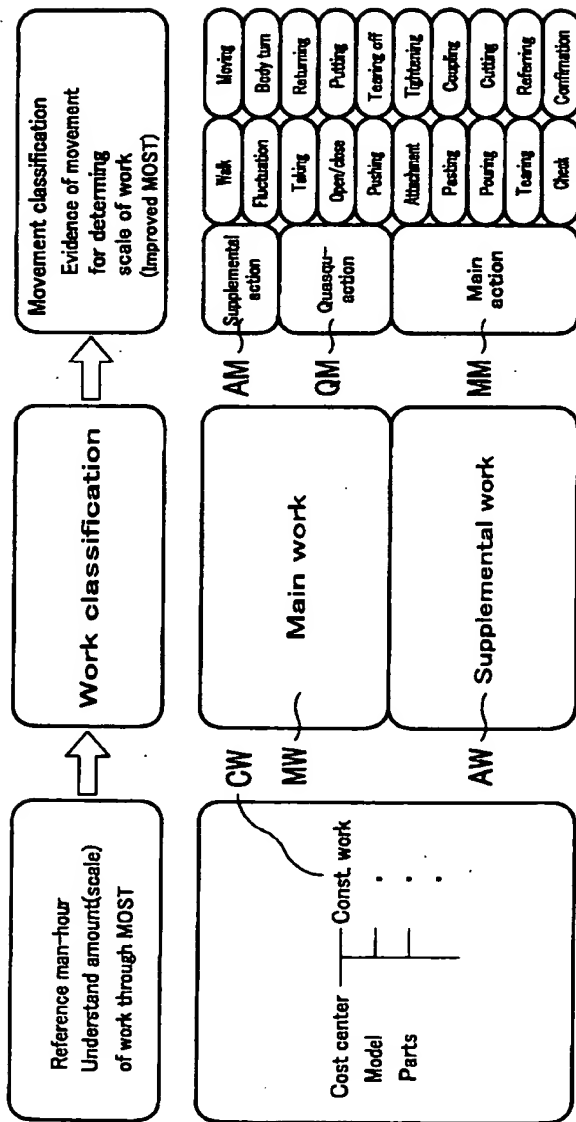 Reference man-hour
Understand amount(scale)
of work through MOST
Work classification
Movement classification
Evidence of movement
for determining
scale of work
(Improved MOST)
Cost center
Const. work
Model
Parts
CW
MW
Main work
AW
Supplemental work
AM
Supplemental
action
QM
Quasqu-
action
MM
Main
action
Walk
Moving
Fluctuation
Body turn
Taking
Returning
Open/close
Putting
Pushing
Tearing off
Attachment
Tightening
Pasting
Coupling
Pouring
Cutting
Tearing
Referring
Check
Confirmation